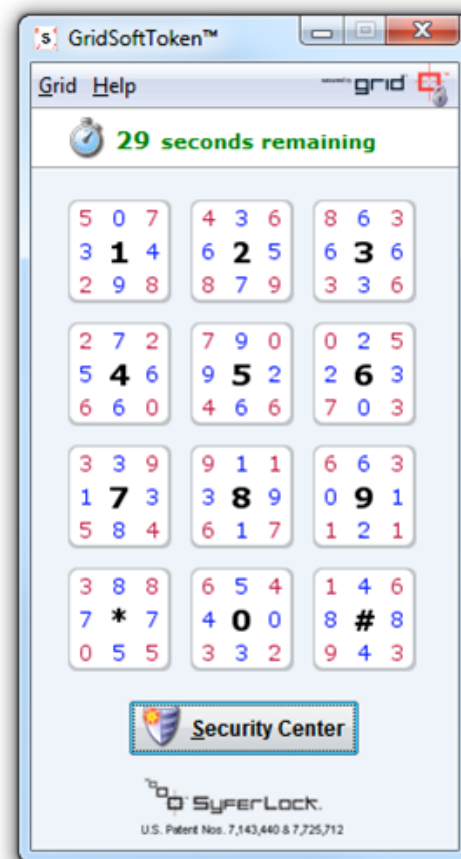 S GridSoftToken™
Grid Help
secured by grid
29 seconds remaining
5 0 7 4 3 6 8 6 3
3 1 4 6 2 5 6 3 6
2 9 8 8 7 9 3 3 6
2 7 2 7 9 0 0 2 5
5 4 6 9 5 2 2 6 3
6 6 0 4 6 6 7 0 3
3 3 9 9 1 1 6 6 3
1 7 3 3 8 9 0 9 1
5 8 4 6 1 7 1 2 1
3 8 8 6 5 4 1 4 6
7 * 7 4 0 0 8 # 8
0 5 5 3 3 2 9 4 3
Security Center
SyferLock.
U.S. Patent Nos. 7,143,440 & 7,725,712